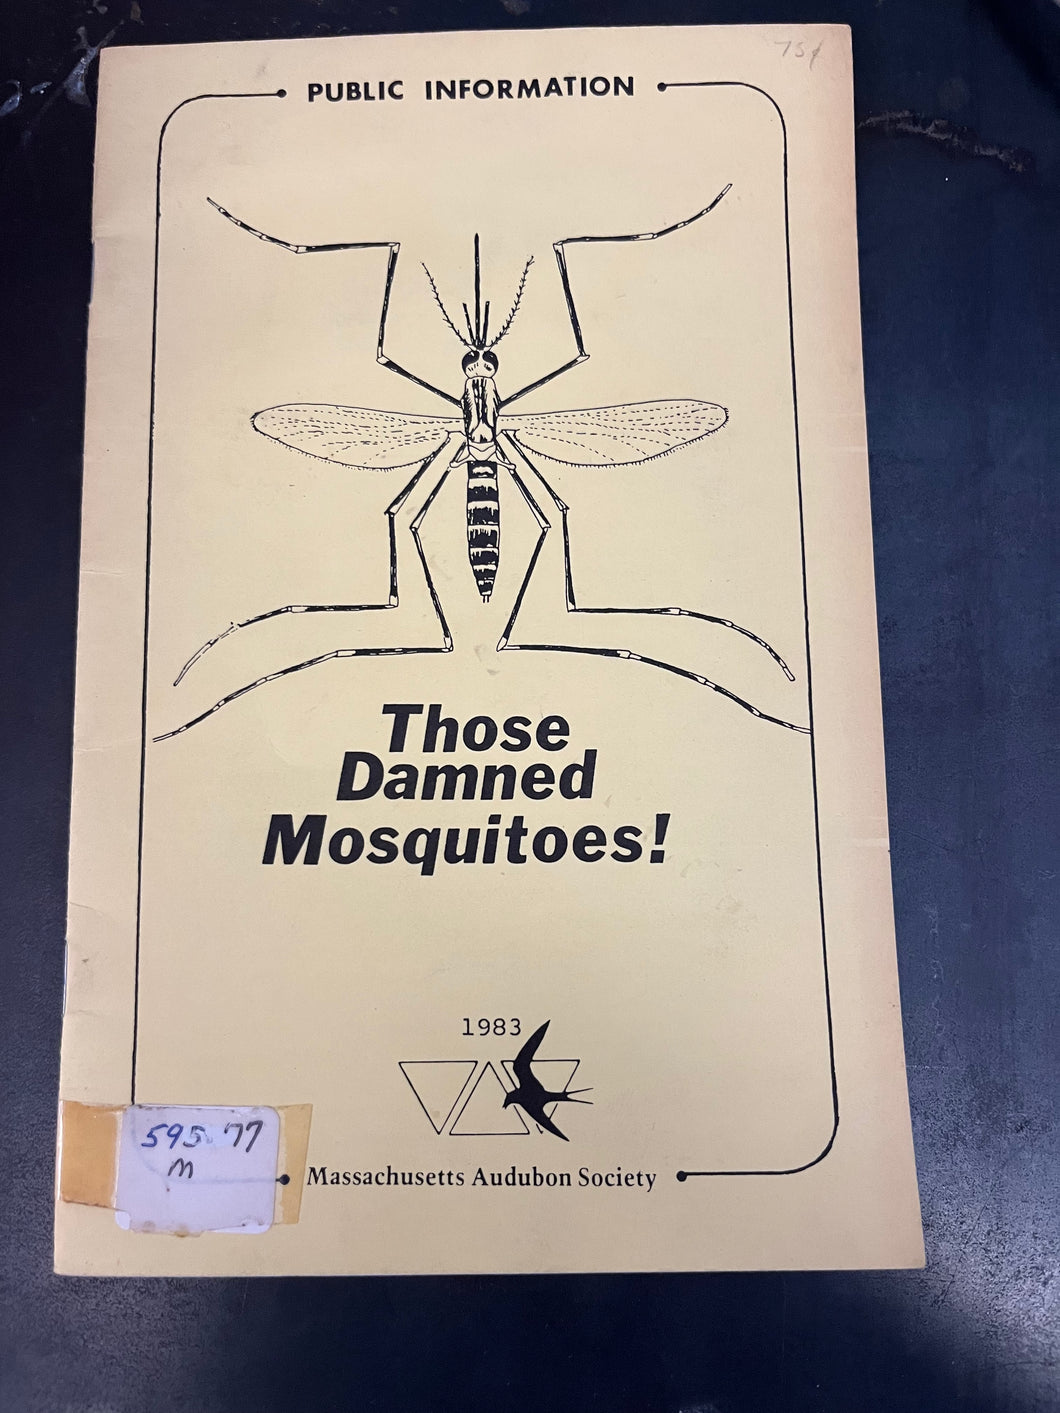 75¢
PUBLIC INFORMATION
Those
Damned
Mosquitoes!
1983
595.77
M
Massachusetts Audubon Society